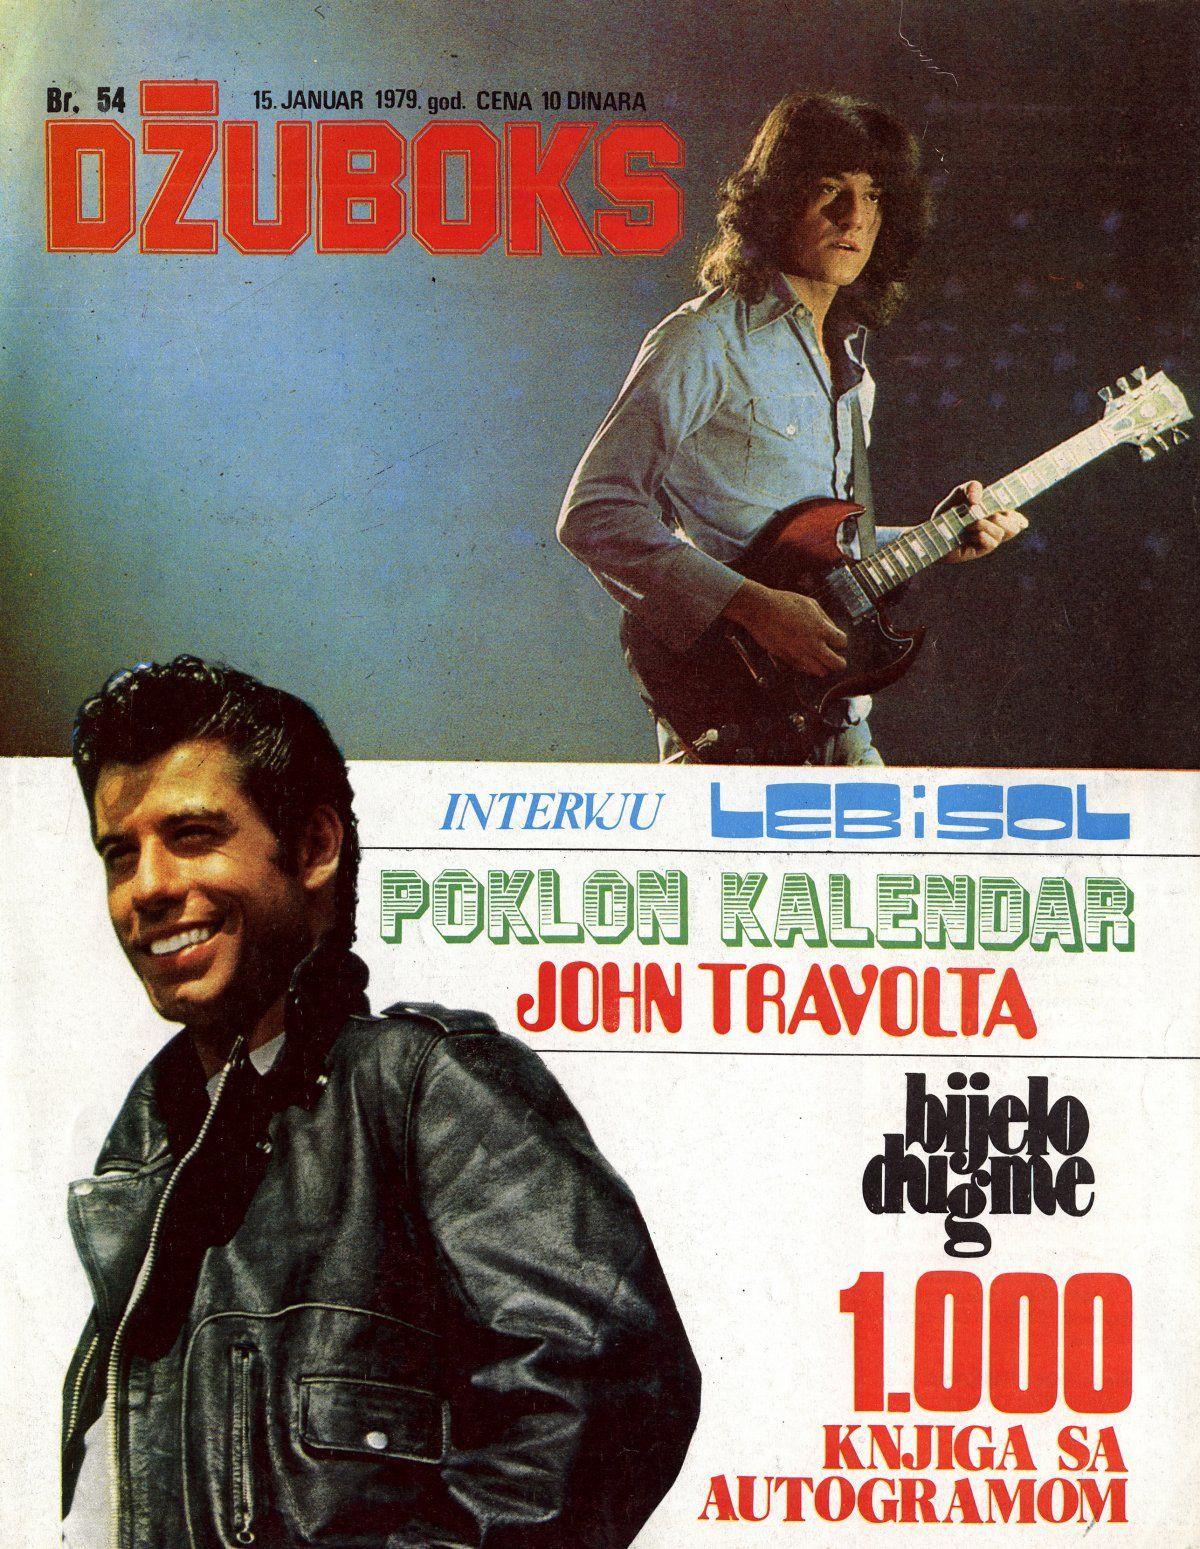 Br. 54
15. JANUAR 1979. god. CENA 10 DINARA
DŽUBOKS
INTERVJU LEB i SOL
POKLON KALENDAR
JOHN TRAVOLTA
bijelo
dugme
1.000
KNJIGA SA
AUTOGRAMOM